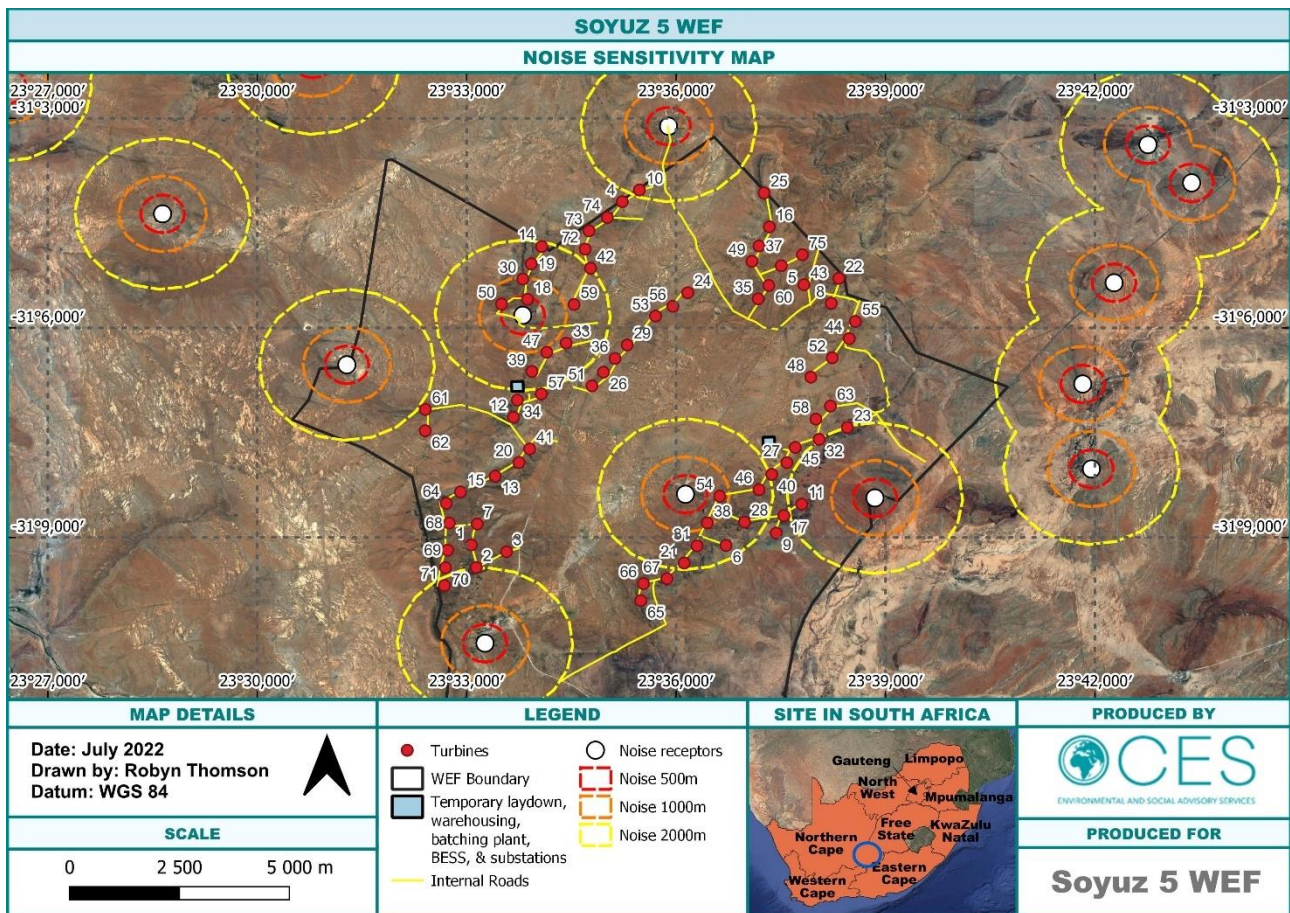 SOYUZ 5 WEF
NOISE SENSITIVITY MAP
23°27,000' 23°30,000' 23°33,000' 23°36,000' 23°39,000' 23°42,000'
-31°3,000' -31°3,000'
10
25
4
74
16
73
14
72
49 37 75
19
42
30
24
5 43 22
50 18
59
56
53
35 60 8
55
-31°6,000' -31°6,000'
33
47
29
44
36
39
52
51
26
48
57
61
12 34
63
58
62
23
41
27
32
20
45
15
13
54 46
40
64
11
38 28
68 7
17
-31°9,000' -31°9,000'
1
31
9
69
3
6
2
21
71 70
67
66
65
23°27,000' 23°30,000' 23°33,000' 23°36,000' 23°39,000' 23°42,000'
MAP DETAILS
Date: July 2022
Drawn by: Robyn Thomson
Datum: WGS 84
SCALE
0 2 500 5 000 m
LEGEND
Turbines
WEF Boundary
Temporary laydown,
warehousing,
batching plant,
BESS, & substations
Internal Roads
Noise receptors
Noise 500m
Noise 1000m
Noise 2000m
SITE IN SOUTH AFRICA
Gauteng
Limpopo
North
West
Mpumalanga
Free
State
KwaZulu
Natal
Northern
Cape
Eastern
Cape
Western
Cape
PRODUCED BY
CES
ENVIRONMENTAL AND SOCIAL ADVISORY SERVICES
PRODUCED FOR
Soyuz 5 WEF